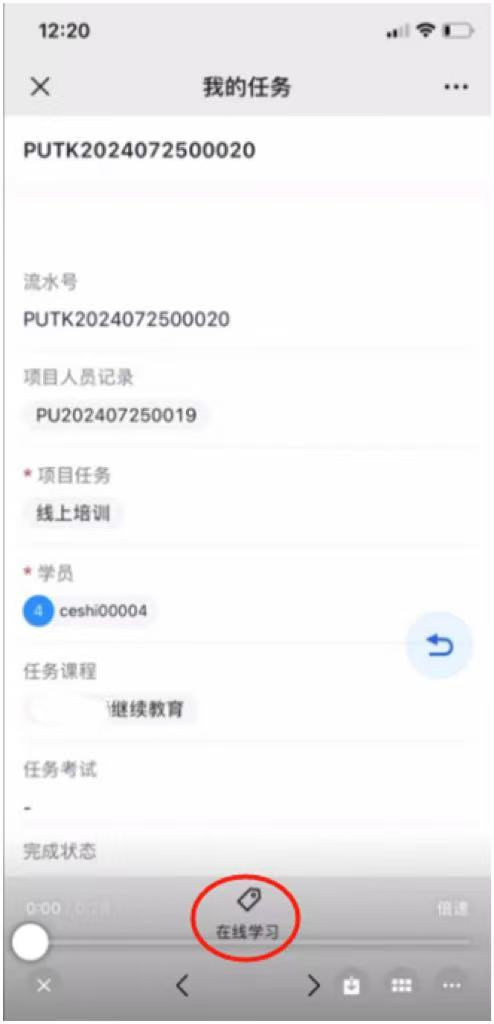 12:20
我的任务
PUTK2024072500020
流水号
PUTK2024072500020
项目人员记录
PU202407250019
* 项目任务
线上培训
* 学员
4 ceshi00004
任务课程
继续教育
任务考试
-
完成状态
0:00 / 0:28
倍速
在线学习